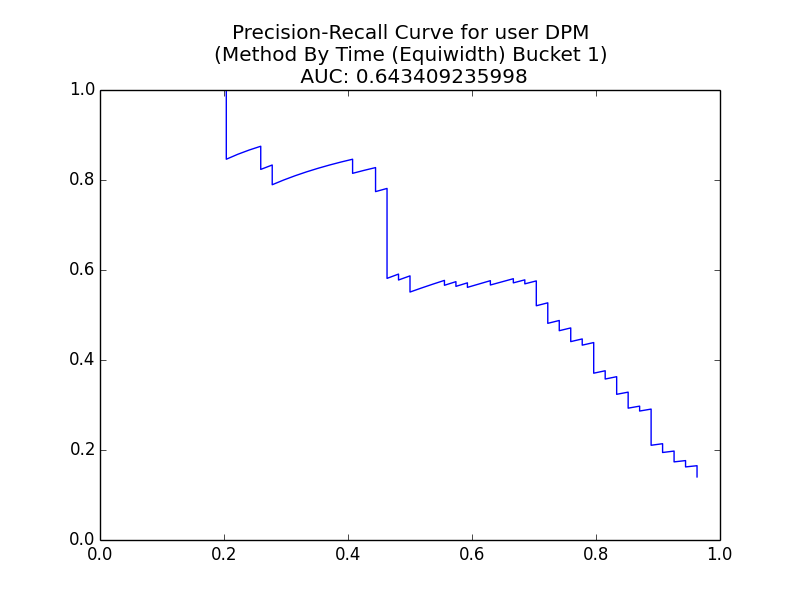 Precision-Recall Curve for user DPM
(Method By Time (Equiwidth) Bucket 1)
AUC: 0.643409235998
1.0
0.8
0.6
0.4
0.2
0.0
0.0 0.2 0.4 0.6 0.8 1.0